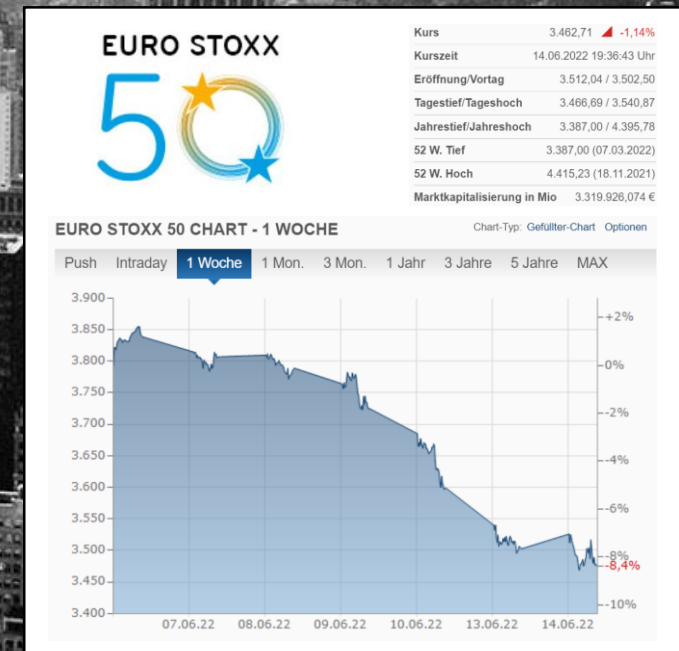 EURO STOXX
50
Kurs 3.462,71 -1,14%
Kurszeit 14.06.2022 19:36:43 Uhr
Eröffnung/Vortag 3.512,04 / 3.502,50
Tagestief/Tageshoch 3.466,69 / 3.540,87
Jahrestief/Jahreshoch 3.387,00 / 4.395,78
52 W. Tief 3.387,00 (07.03.2022)
52 W. Hoch 4.415,23 (18.11.2021)
Marktkapitalisierung in Mio 3.319.926,074 €
EURO STOXX 50 CHART - 1 WOCHE
Chart-Typ: Gefüllter-Chart Optionen
Push Intraday 1 Woche 1 Mon. 3 Mon. 1 Jahr 3 Jahre 5 Jahre MAX
3.900
3.850
3.800
3.750
3.700
3.650
3.600
3.550
3.500
3.450
3.400
+2%
0%
-2%
-4%
-6%
-8%
-8,4%
-10%
07.06.22 08.06.22 09.06.22 10.06.22 13.06.22 14.06.22